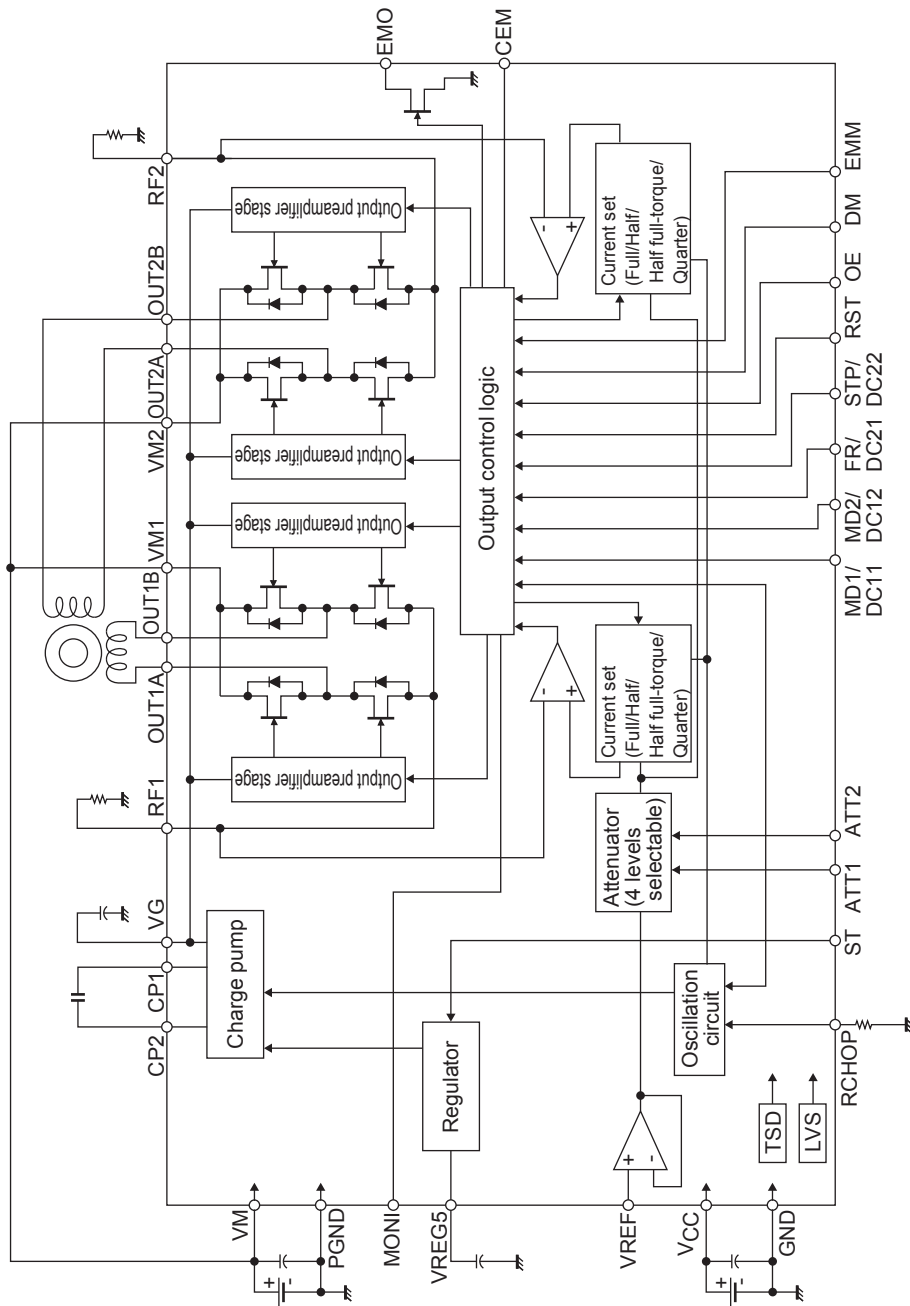 EMO
CEM
RF2
OUT2B
OUT2A
VM2
VM1
OUT1B
OUT1A
RF1
VG
CP1
CP2
VM
PGND
MONI
VREG5
VREF
VCC
GND
Output preamplifier stage
Output preamplifier stage
Output preamplifier stage
Output preamplifier stage
Charge pump
Regulator
Output control logic
Current set
(Full/Half/
Half full-torque/
Quarter)
Current set
(Full/Half/
Half full-torque/
Quarter)
Attenuator
(4 levels
selectable)
Oscillation
circuit
TSD
LVS
+
-
+
-
+
-
+
-
+
-
EMM
DM
OE
RST
STP/
DC22
FR/
DC21
MD2/
DC12
MD1/
DC11
ATT2
ATT1
ST
RCHOP